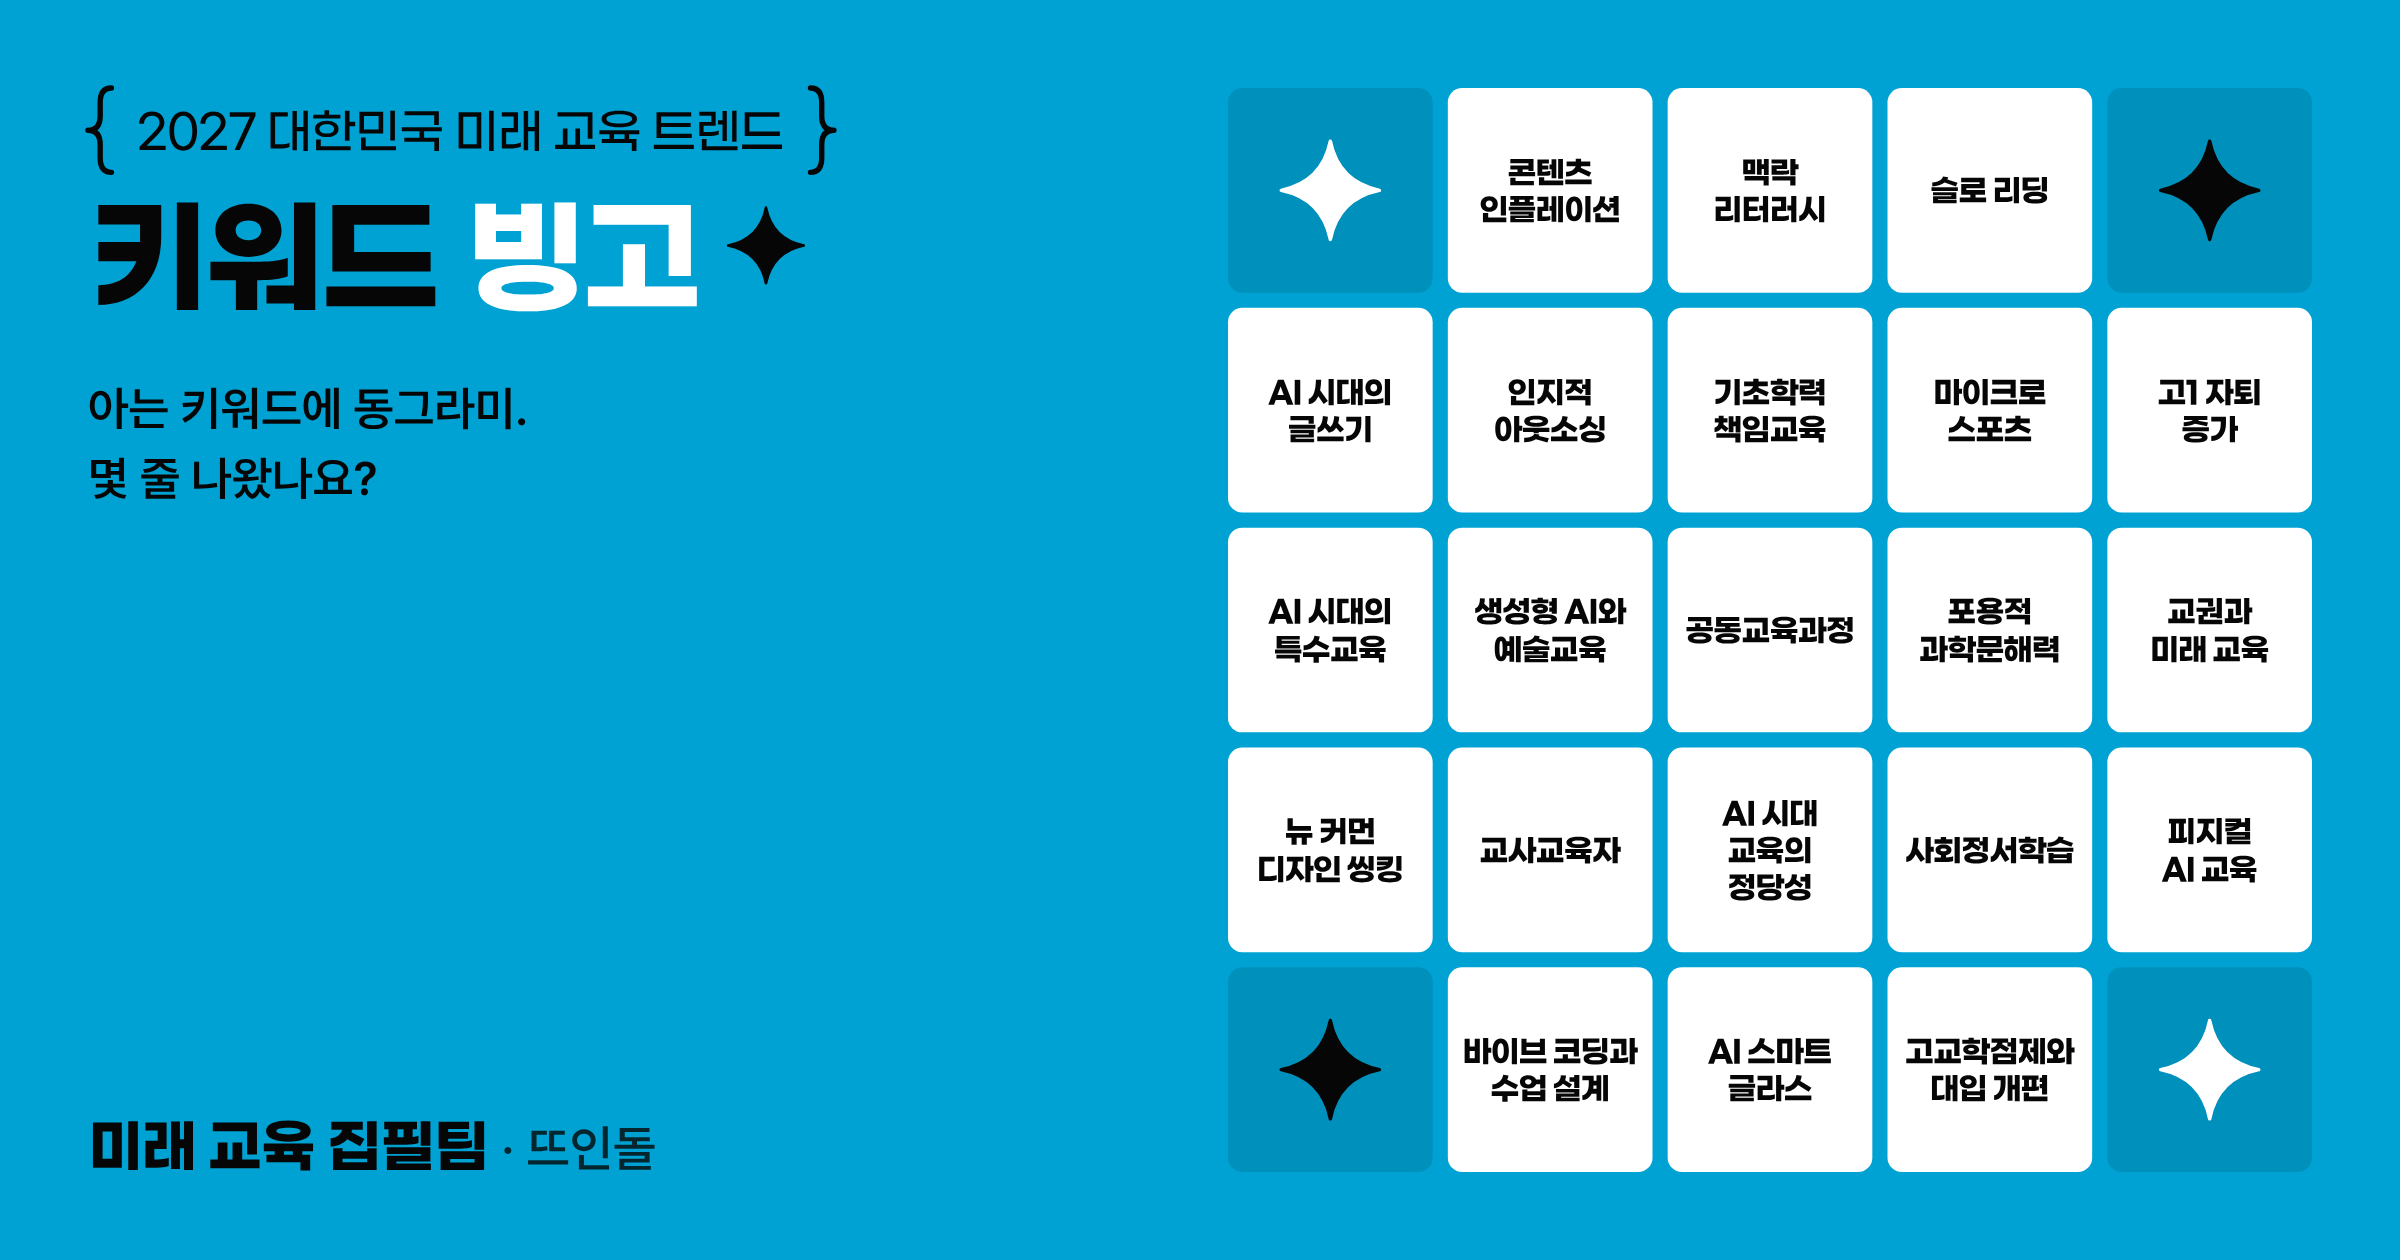 { 2027 대한민국 미래 교육 트렌드 }
키워드 빙고
아는 키워드에 동그라미.
몇 줄 나왔나요?
콘텐츠
인플레이션
맥락
리터러시
슬로 리딩
AI 시대의
글쓰기
인지적
아웃소싱
기초학력
책임교육
마이크로
스포츠
고1 자퇴
증가
AI 시대의
특수교육
생성형 AI와
예술교육
공동교육과정
포용적
과학문해력
교권과
미래 교육
뉴 커먼
디자인 씽킹
교사교육자
AI 시대
교육의
정당성
사회정서학습
피지컬
AI 교육
바이브 코딩과
수업 설계
AI 스마트
글라스
고교학점제와
대입 개편
미래 교육 집필팀 · 뜨인돌